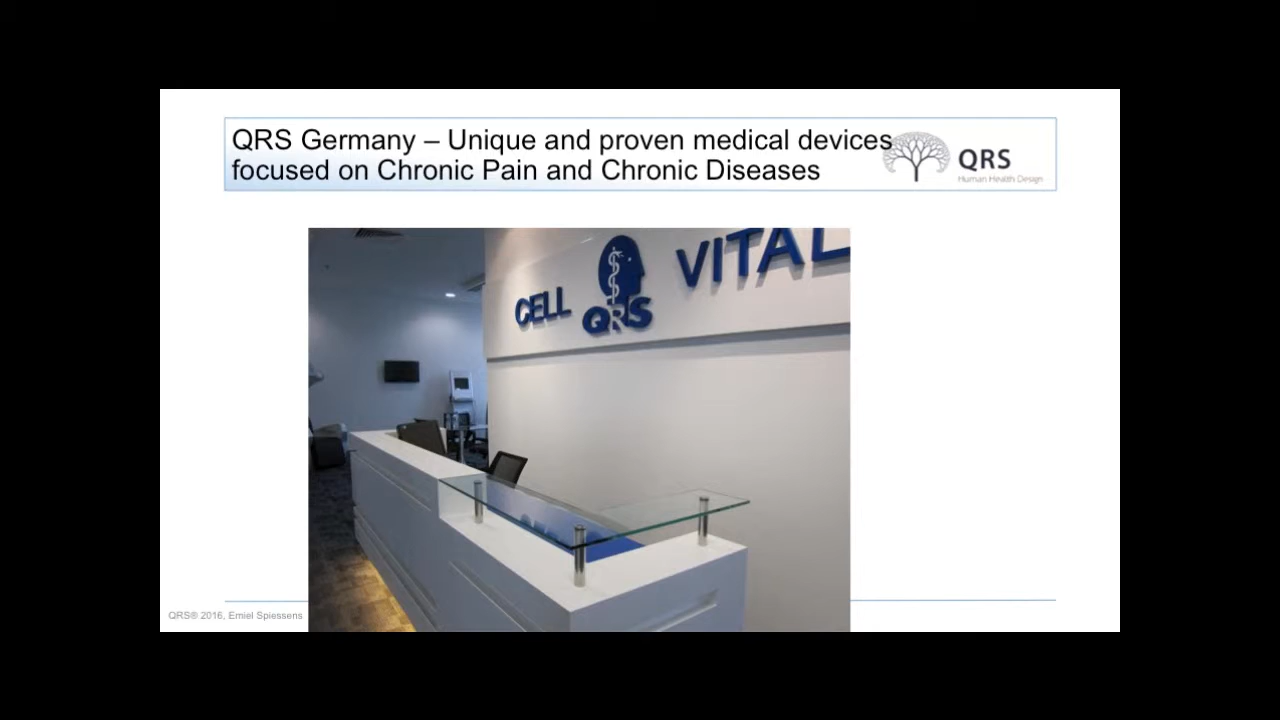 QRS Germany – Unique and proven medical devices
focused on Chronic Pain and Chronic Diseases
QRS
Human Health Design
CELL
QRS
VITAL
QRS® 2016, Emiel Spiessens